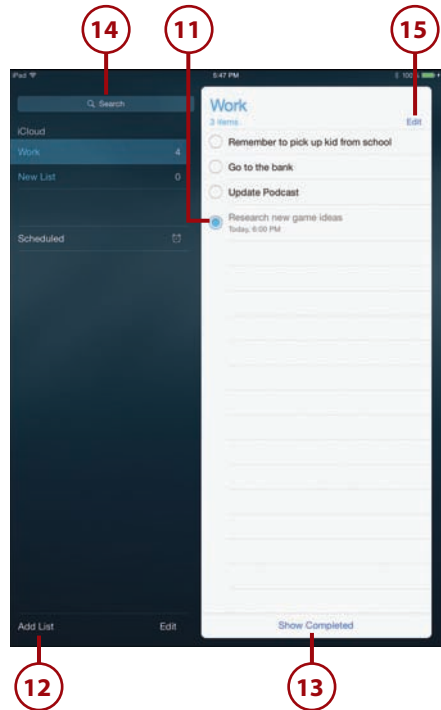 14
11
15
iPad
5:47 PM
100%
Search
iCloud
Work 4
New List 0
Scheduled
Work
3 items
Edit
Remember to pick up kid from school
Go to the bank
Update Podcast
Research new game ideas
Today, 6:00 PM
Add List
Edit
Show Completed
12
13